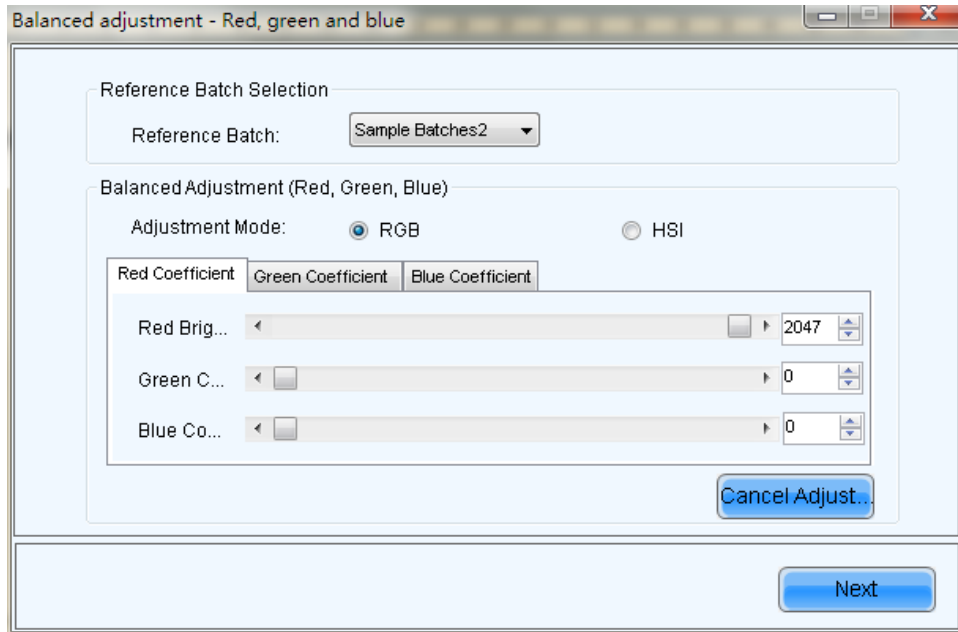 Balanced adjustment - Red, green and blue
Reference Batch Selection
Reference Batch: Sample Batches2
Balanced Adjustment (Red, Green, Blue)
Adjustment Mode: RGB HSI
Red Coefficient Green Coefficient Blue Coefficient
Red Brig... 2047
Green C... 0
Blue Co... 0
Cancel Adjust...
Next